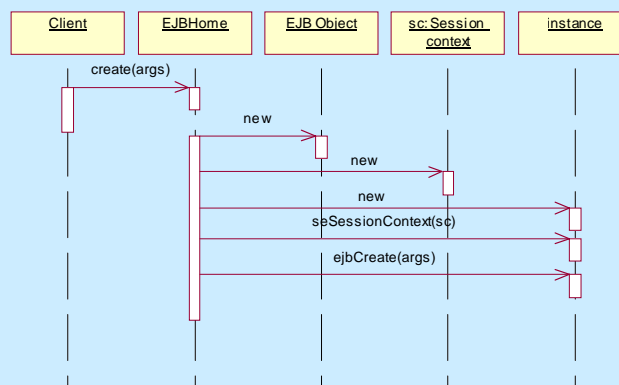 Client
EJBHome
EJB Object
sc:Session
context
instance
create(args)
new
new
new
seSessionContext(sc)
ejbCreate(args)